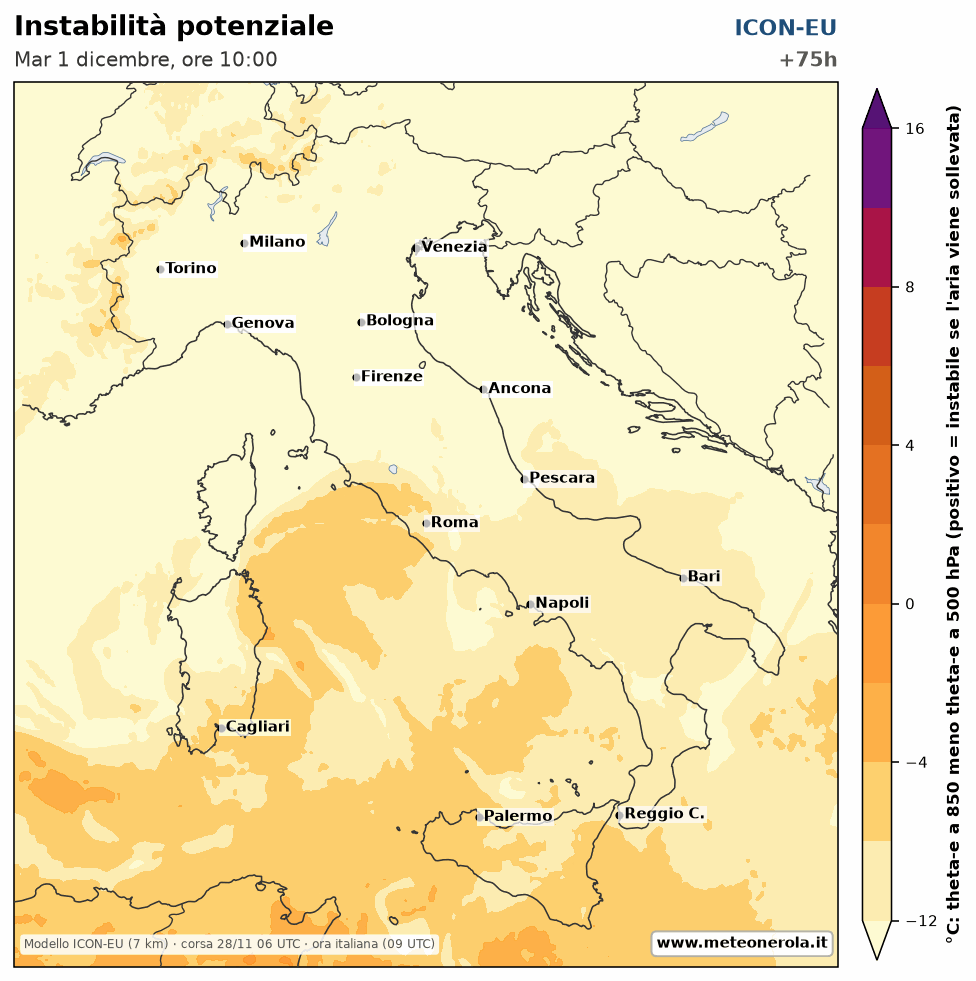 Instabilità potenziale
ICON-EU
Mar 1 dicembre, ore 10:00
+75h
16
8
4
0
−4
−12
°C: theta-e a 850 meno theta-e a 500 hPa (positivo = instabile se l'aria viene sollevata)
Milano
Venezia
Torino
Genova
Bologna
Firenze
Ancona
Pescara
Roma
Bari
Napoli
Cagliari
Palermo
Reggio C.
Modello ICON-EU (7 km) · corsa 28/11 06 UTC · ora italiana (09 UTC)
www.meteonerola.it